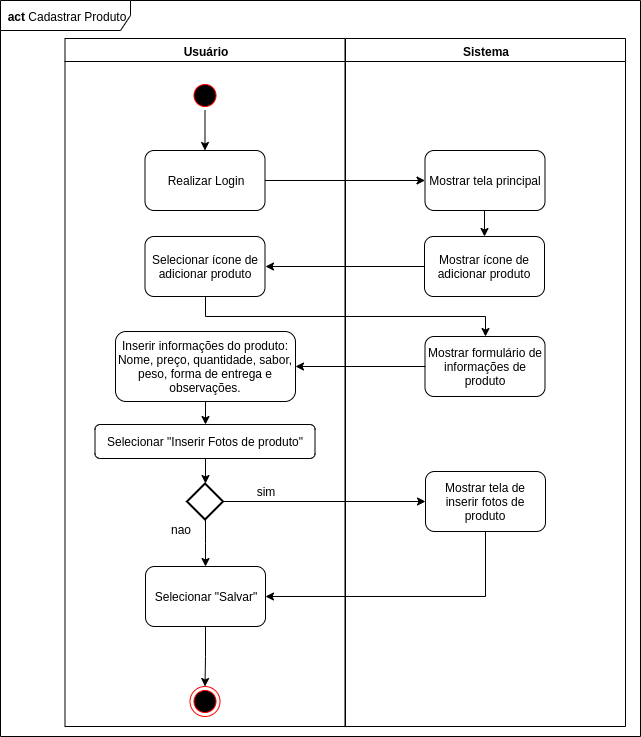 act Cadastrar Produto
Usuário
Sistema
Realizar Login
Mostrar tela principal
Selecionar ícone de
adicionar produto
Mostrar ícone de
adicionar produto
Inserir informações do produto:
Nome, preço, quantidade, sabor,
peso, forma de entrega e
observações.
Mostrar formulário de
informações de
produto
Selecionar "Inserir Fotos de produto"
sim
Mostrar tela de
inserir fotos de
produto
nao
Selecionar "Salvar"